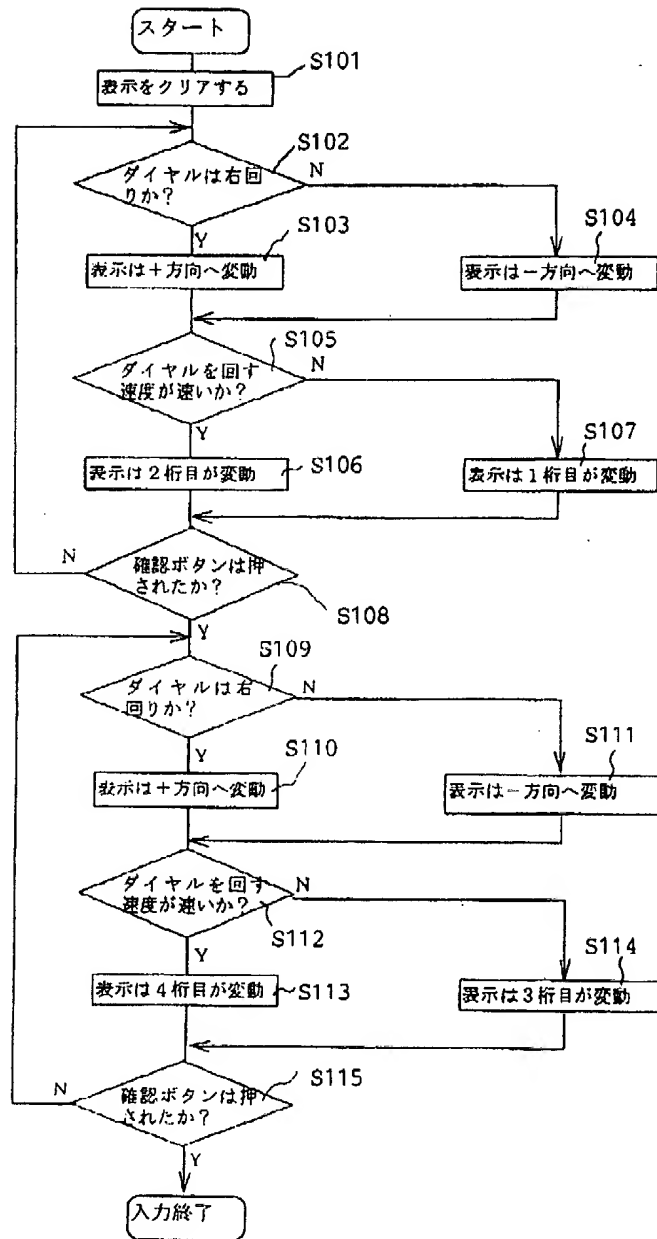 スタート
S101
表示をクリアする
S102
ダイヤルは右回
りか?
N
Y
S103
S104
表示は+方向へ変動
表示は-方向へ変動
S105
ダイヤルを回す
速度が速いか?
N
Y
S106
S107
表示は2桁目が変動
表示は1桁目が変動
N
確認ボタンは押
されたか?
S108
Y
S109
ダイヤルは右
回りか?
N
Y
S110
S111
表示は+方向へ変動
表示は-方向へ変動
ダイヤルを回す
速度が速いか?
N
S112
Y
S114
表示は4桁目が変動
S113
表示は3桁目が変動
N
S115
確認ボタンは押
されたか?
Y
入力終了